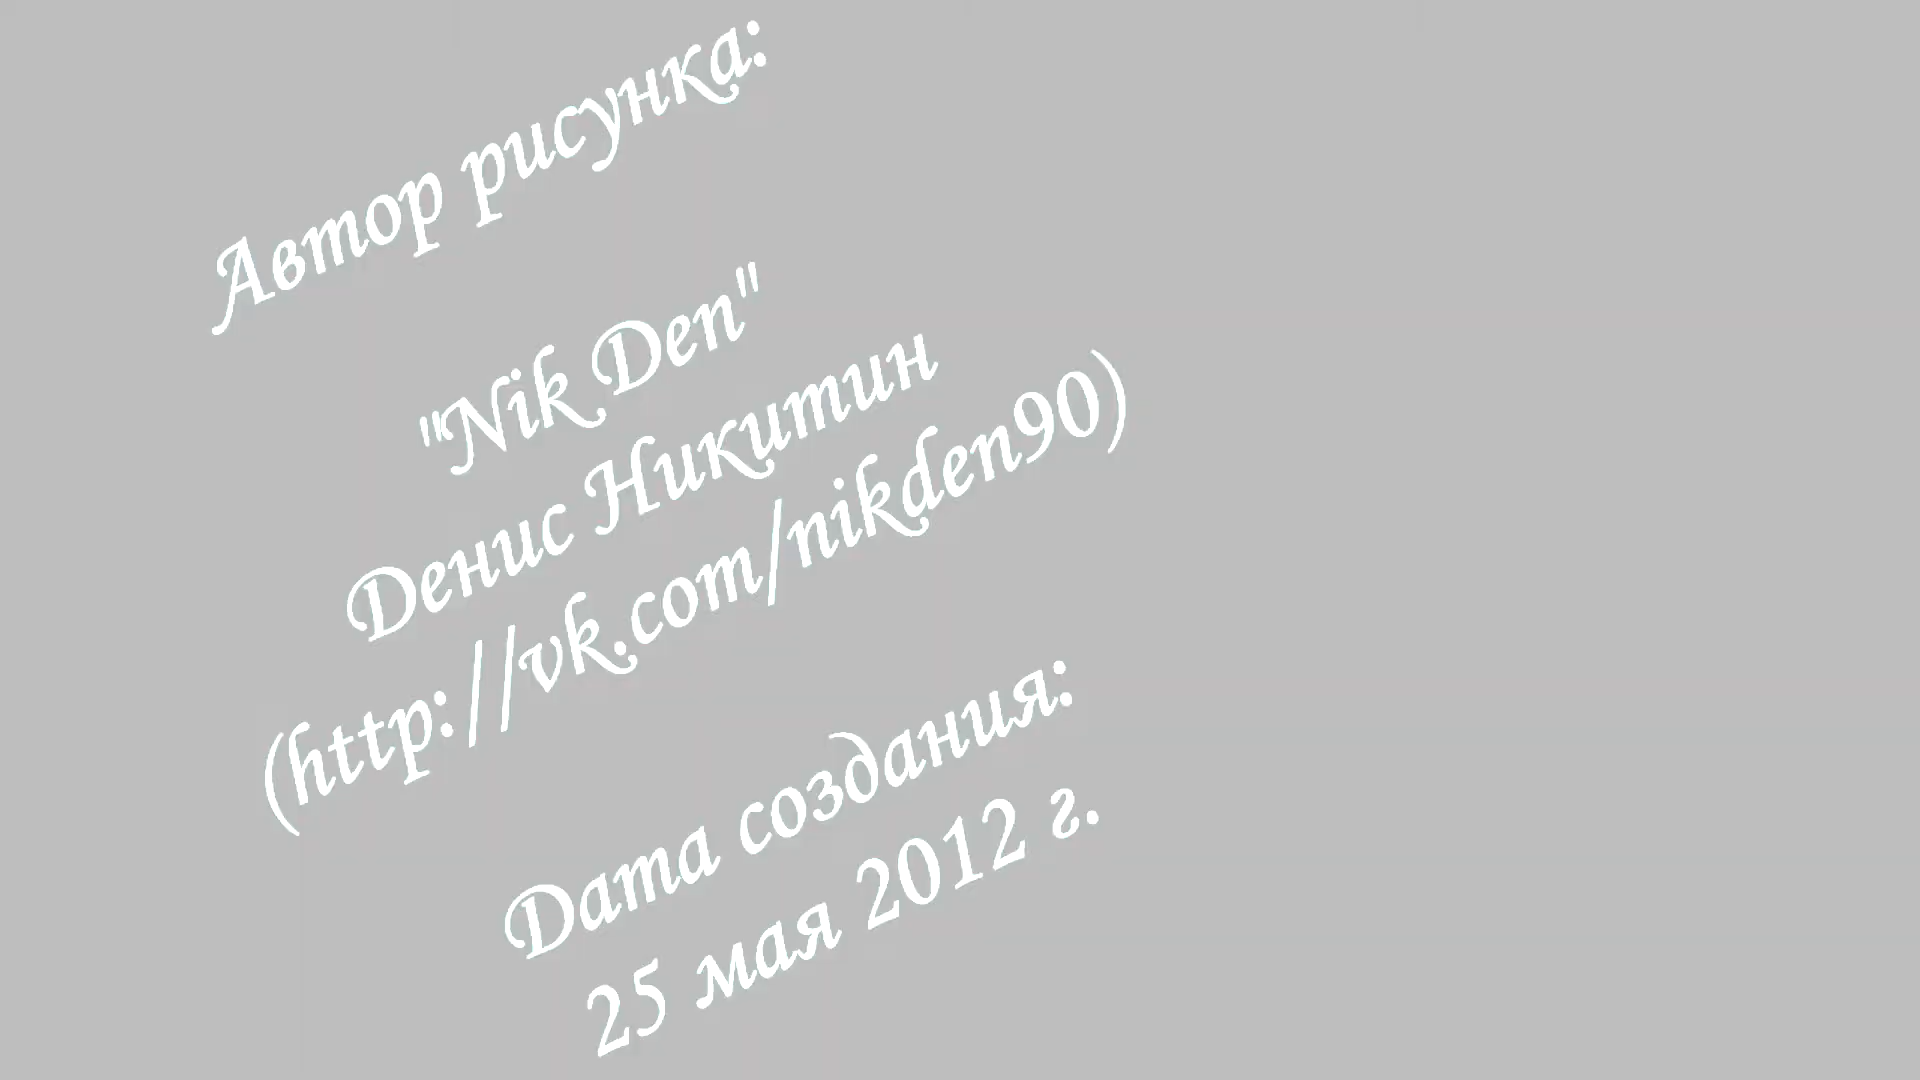 Автор рисунка:
"Nik Den"
Денис Никитин
(http://vk.com/nikden90)
Дата создания:
25 мая 2012 г.